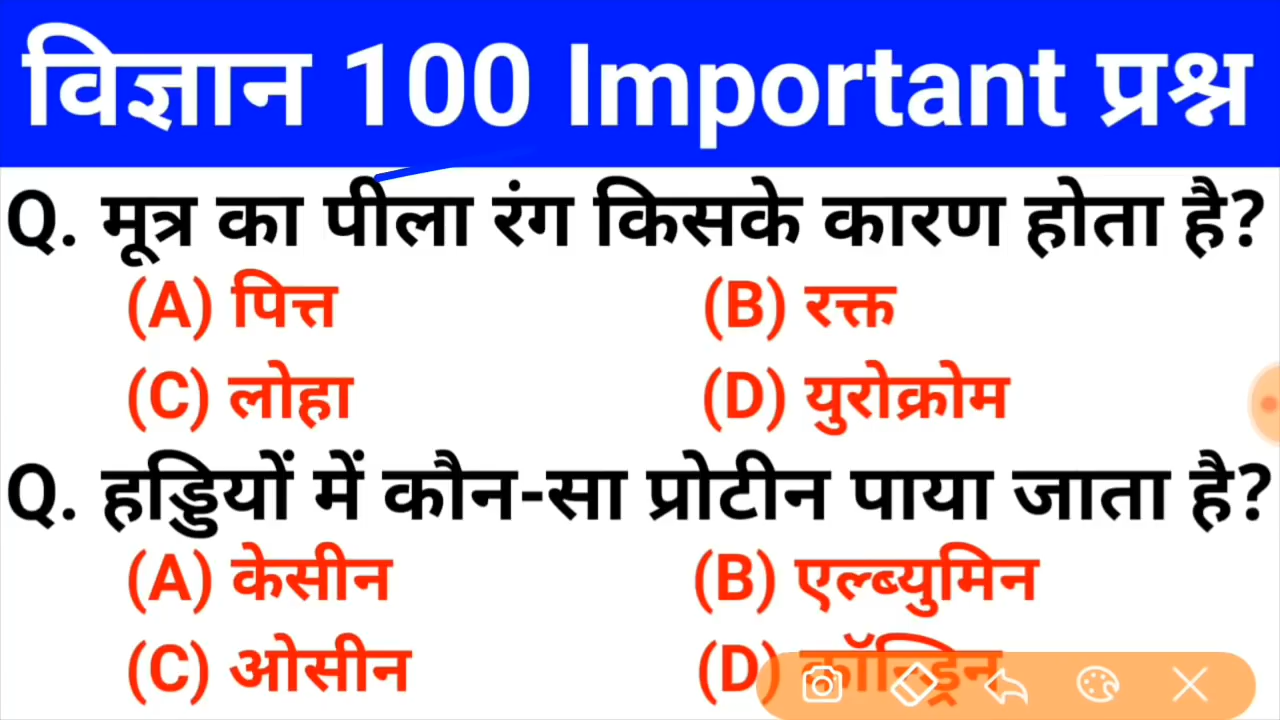 विज्ञान 100 Important प्रश्न
Q. मूत्र का पीला रंग किसके कारण होता है?
(A) पित्त (B) रक्त
(C) लोहा (D) युरोक्रोम
Q. हड्डियों में कौन-सा प्रोटीन पाया जाता है?
(A) केसीन (B) एल्ब्युमिन
(C) ओसीन (D) कॉन्ड्रिन